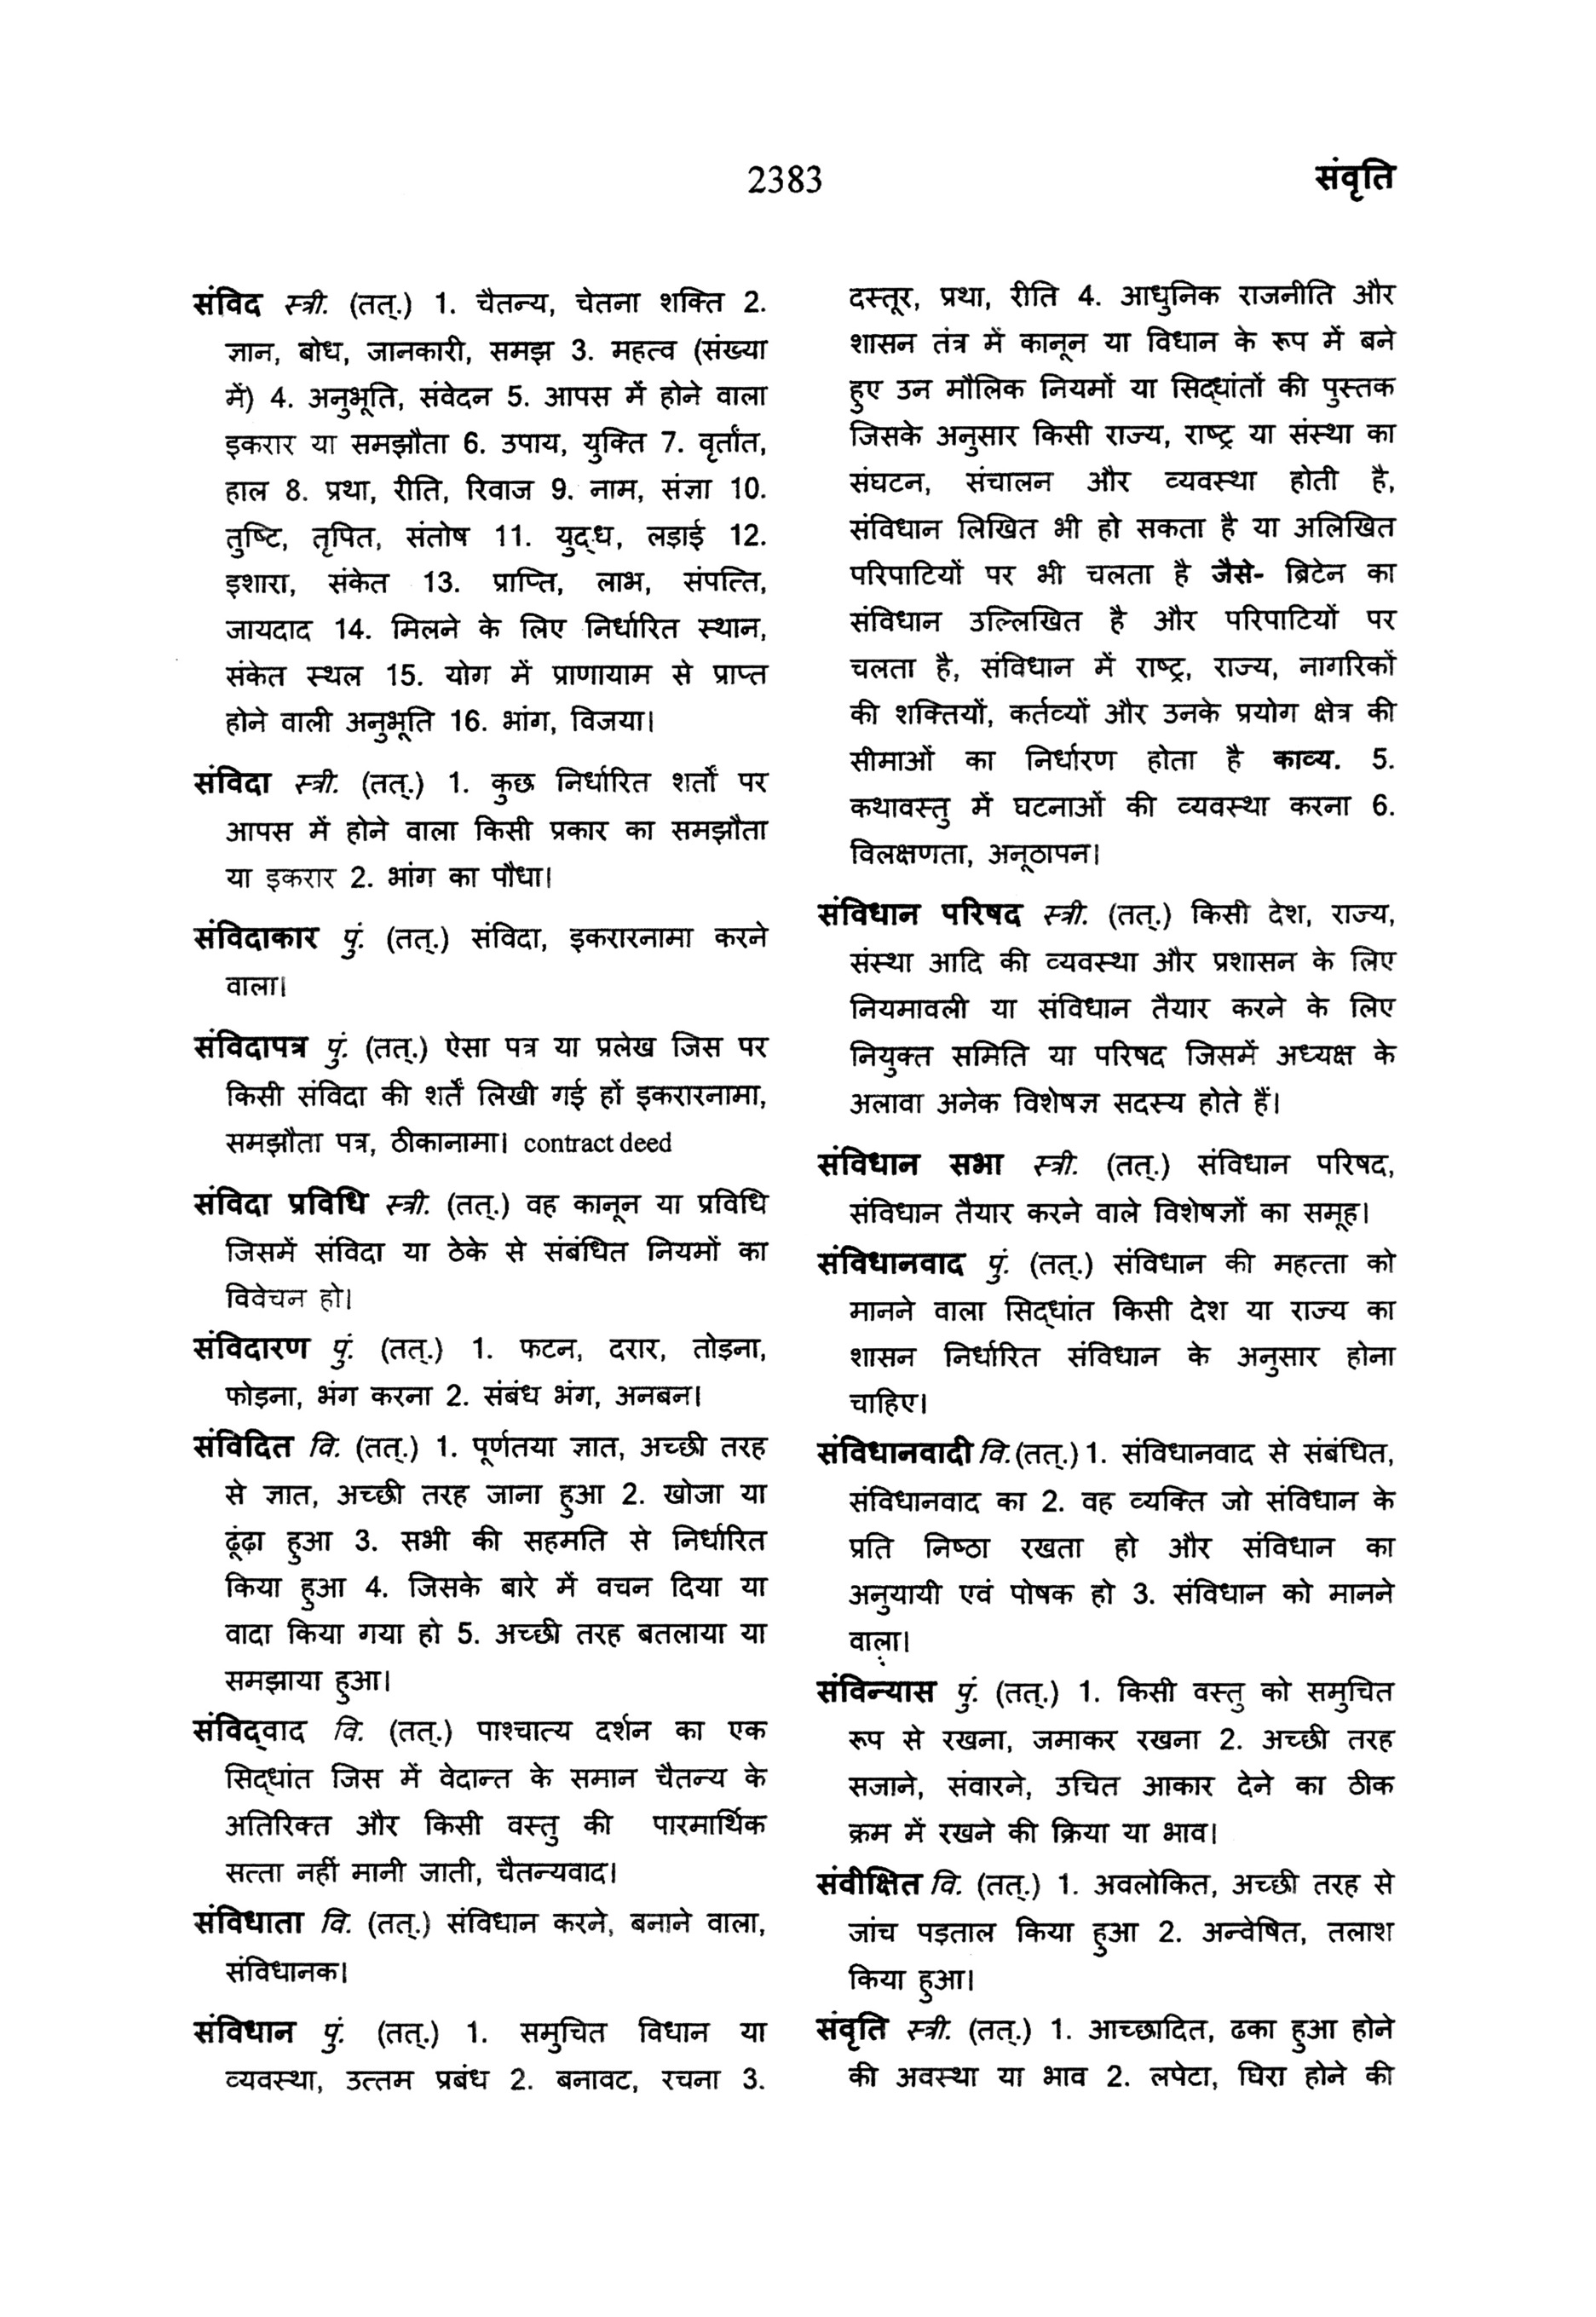 2383
संवृति
संविद स्त्री. (तत्.) 1. चैतन्य, चेतना शक्ति 2.
ज्ञान, बोध, जानकारी, समझ 3. महत्व (संख्या
में) 4. अनुभूति, संवेदन 5. आपस में होने वाला
इकरार या समझौता 6. उपाय, युक्ति 7. वृर्तांत,
हाल 8. प्रथा, रीति, रिवाज 9. नाम, संज्ञा 10.
तुष्टि, तृपित, संतोष 11. युद्ध, लड़ाई 12.
इशारा, संकेत 13. प्राप्ति, लाभ, संपत्ति,
जायदाद 14. मिलने के लिए निर्धारित स्थान,
संकेत स्थल 15. योग में प्राणायाम से प्राप्त
होने वाली अनुभूति 16. भांग, विजया।
संविदा स्त्री. (तत्.) 1. कुछ निर्धारित शर्तों पर
आपस में होने वाला किसी प्रकार का समझौता
या इकरार 2. भांग का पौधा।
संविदाकार पुं. (तत्.) संविदा, इकरारनामा करने
वाला।
संविदापत्र पुं. (तत्.) ऐसा पत्र या प्रलेख जिस पर
किसी संविदा की शर्तें लिखी गई हों इकरारनामा,
समझौता पत्र, ठीकानामा। contract deed
संविदा प्रविधि स्त्री. (तत्.) वह कानून या प्रविधि
जिसमें संविदा या ठेके से संबंधित नियमों का
विवेचन हो।
संविदारण पुं. (तत्.) 1. फटन, दरार, तोड़ना,
फोड़ना, भंग करना 2. संबंध भंग, अनबन।
संविदित वि. (तत्.) 1. पूर्णतया ज्ञात, अच्छी तरह
से ज्ञात, अच्छी तरह जाना हुआ 2. खोजा या
ढूंढ़ा हुआ 3. सभी की सहमति से निर्धारित
किया हुआ 4. जिसके बारे में वचन दिया या
वादा किया गया हो 5. अच्छी तरह बतलाया या
समझाया हुआ।
संविद्वाद वि. (तत्.) पाश्चात्य दर्शन का एक
सिद्धांत जिस में वेदान्त के समान चैतन्य के
अतिरिक्त और किसी वस्तु की पारमार्थिक
सत्ता नहीं मानी जाती, चैतन्यवाद।
संविधाता वि. (तत्.) संविधान करने, बनाने वाला,
संविधानक।
संविधान पुं. (तत्.) 1. समुचित विधान या
व्यवस्था, उत्तम प्रबंध 2. बनावट, रचना 3.
दस्तूर, प्रथा, रीति 4. आधुनिक राजनीति और
शासन तंत्र में कानून या विधान के रूप में बने
हुए उन मौलिक नियमों या सिद्धांतों की पुस्तक
जिसके अनुसार किसी राज्य, राष्ट्र या संस्था का
संघटन, संचालन और व्यवस्था होती है,
संविधान लिखित भी हो सकता है या अलिखित
परिपाटियों पर भी चलता है जैसे- ब्रिटेन का
संविधान उल्लिखित है और परिपाटियों पर
चलता है, संविधान में राष्ट्र, राज्य, नागरिकों
की शक्तियों, कर्तव्यों और उनके प्रयोग क्षेत्र की
सीमाओं का निर्धारण होता है काव्य. 5.
कथावस्तु में घटनाओं की व्यवस्था करना 6.
विलक्षणता, अनूठापन।
संविधान परिषद स्त्री. (तत्.) किसी देश, राज्य,
संस्था आदि की व्यवस्था और प्रशासन के लिए
नियमावली या संविधान तैयार करने के लिए
नियुक्त समिति या परिषद जिसमें अध्यक्ष के
अलावा अनेक विशेषज्ञ सदस्य होते हैं।
संविधान सभा स्त्री. (तत्.) संविधान परिषद,
संविधान तैयार करने वाले विशेषज्ञों का समूह।
संविधानवाद पुं. (तत्.) संविधान की महत्ता को
मानने वाला सिद्धांत किसी देश या राज्य का
शासन निर्धारित संविधान के अनुसार होना
चाहिए।
संविधानवादी वि. (तत्.) 1. संविधानवाद से संबंधित,
संविधानवाद का 2. वह व्यक्ति जो संविधान के
प्रति निष्ठा रखता हो और संविधान का
अनुयायी एवं पोषक हो 3. संविधान को मानने
वाला।
संविन्यास पुं. (तत्.) 1. किसी वस्तु को समुचित
रूप से रखना, जमाकर रखना 2. अच्छी तरह
सजाने, संवारने, उचित आकार देने का ठीक
क्रम में रखने की क्रिया या भाव।
संवीक्षित वि. (तत्.) 1. अवलोकित, अच्छी तरह से
जांच पड़ताल किया हुआ 2. अन्वेषित, तलाश
किया हुआ।
संवृति स्त्री. (तत्.) 1. आच्छादित, ढका हुआ होने
की अवस्था या भाव 2. लपेटा, घिरा होने की